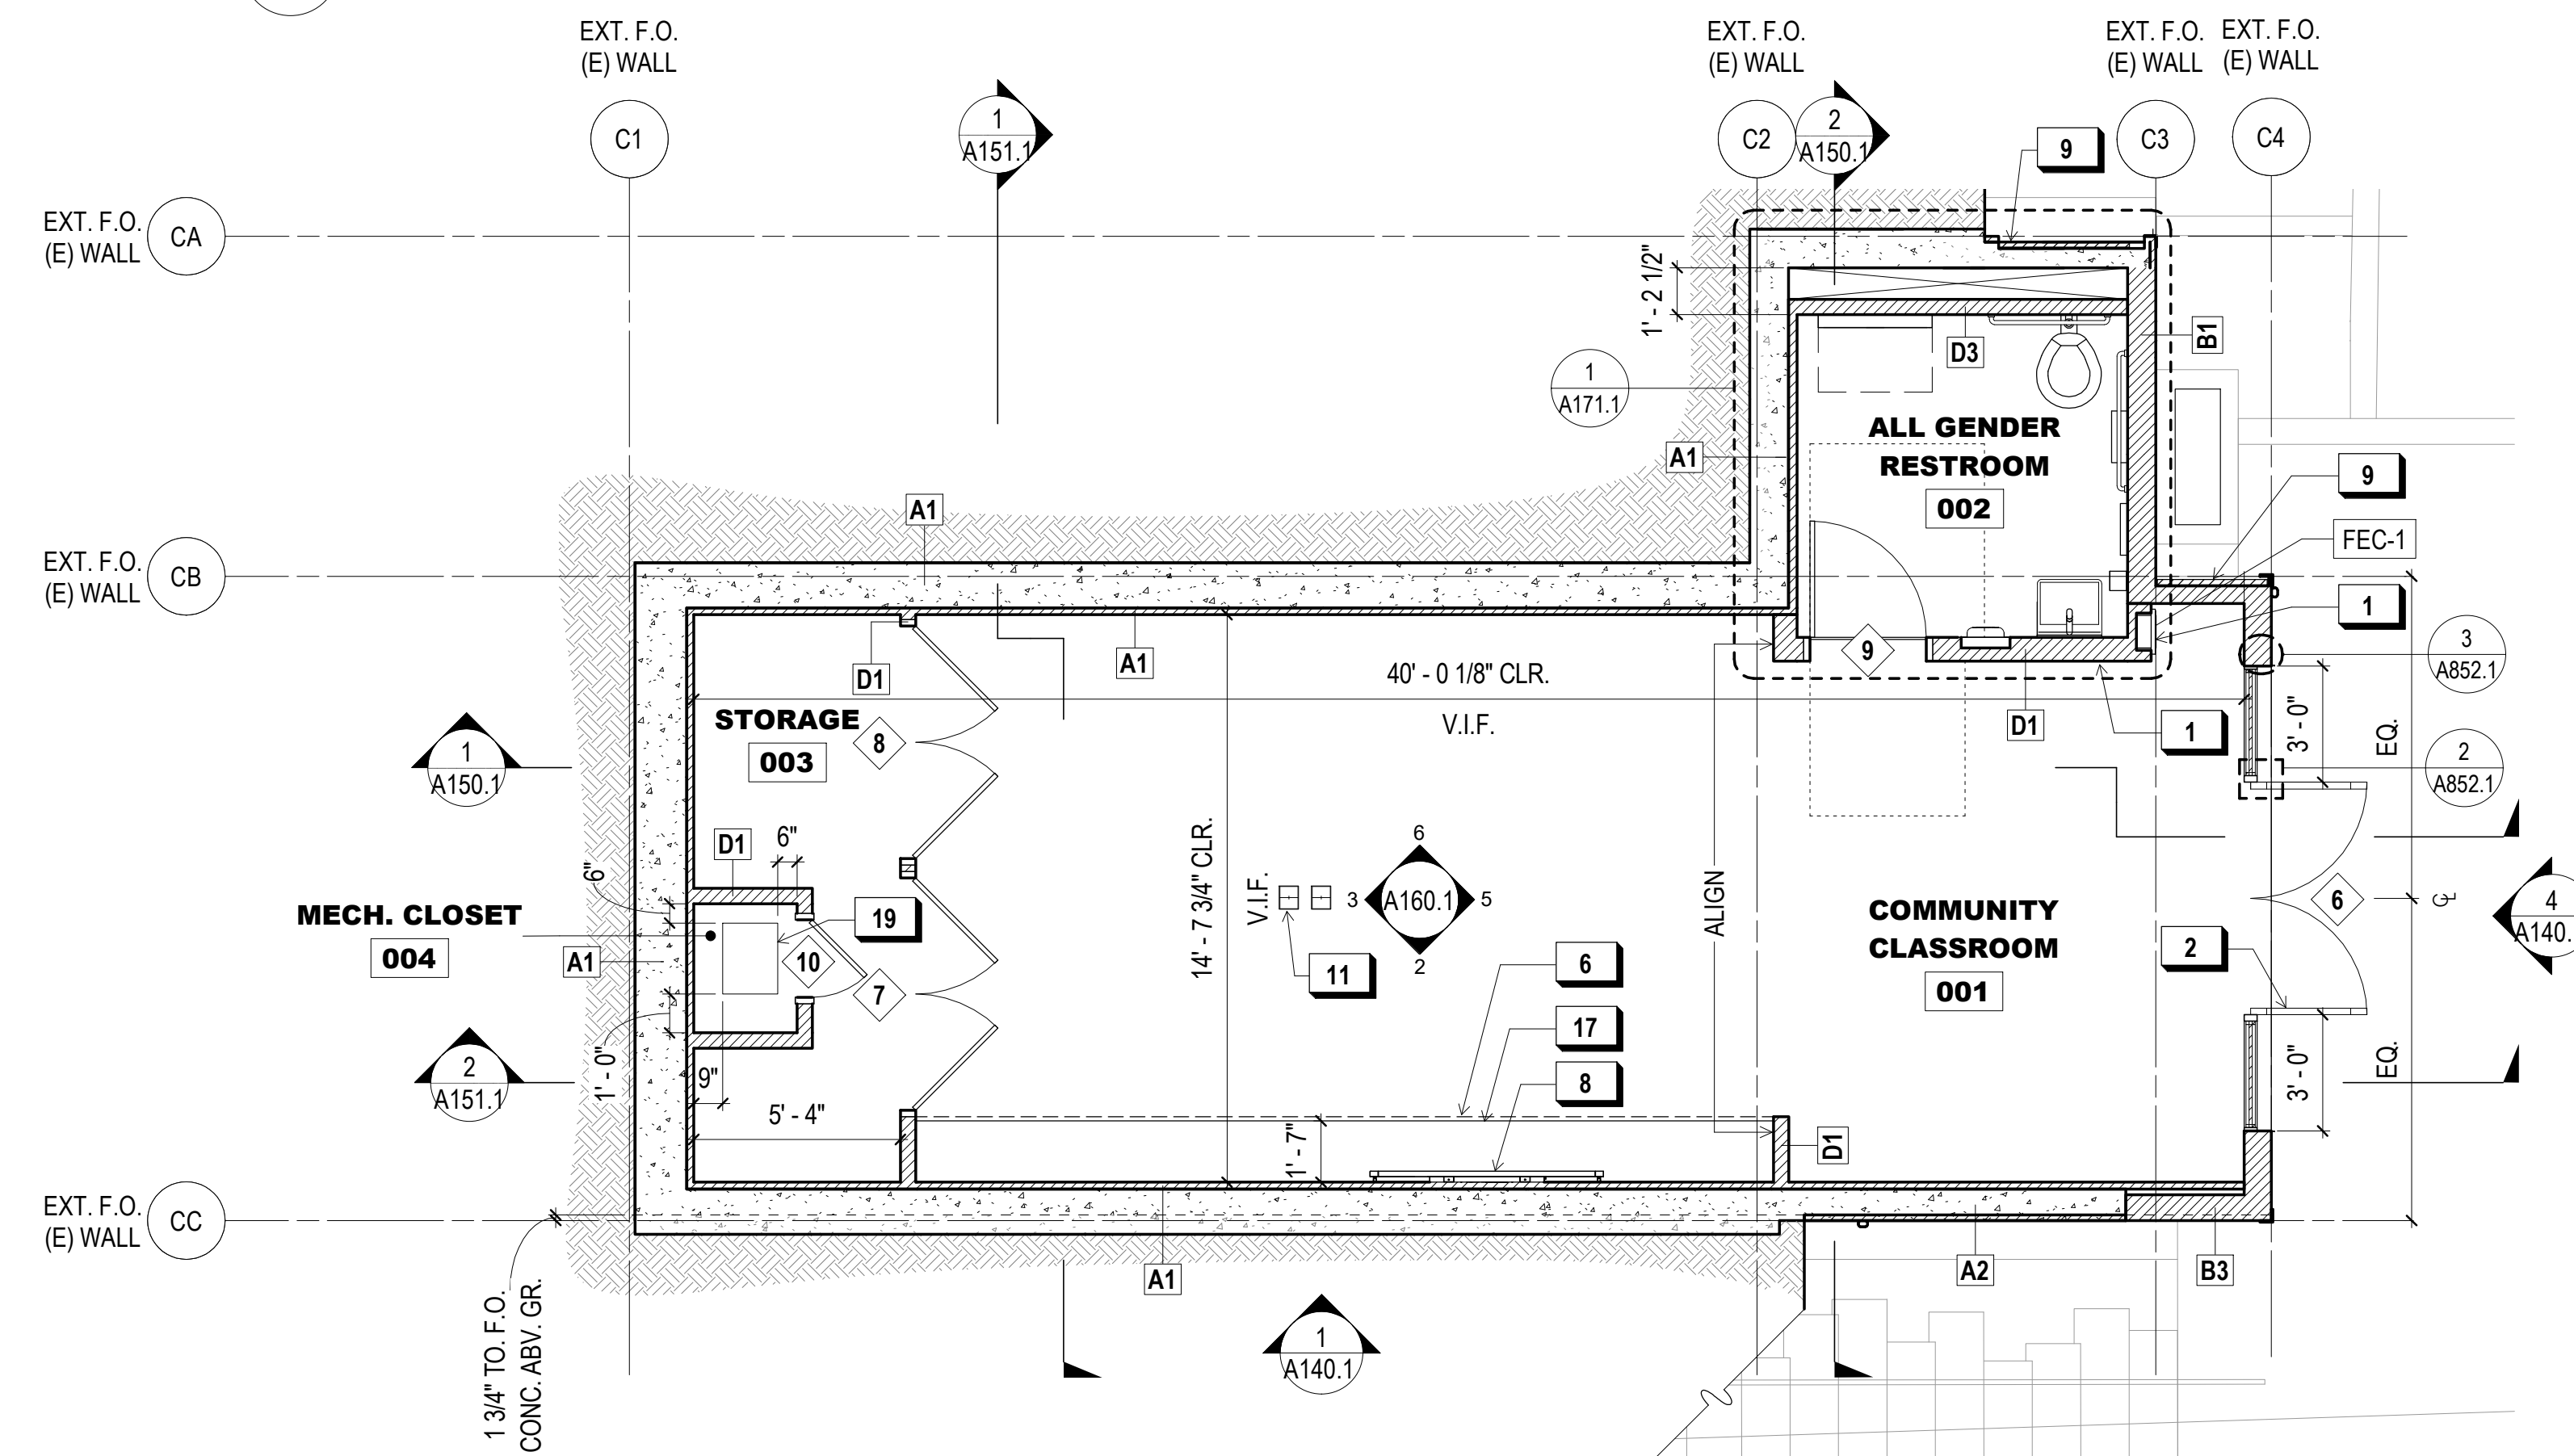 EXT. F.O.
(E) WALL
EXT. F.O.
(E) WALL
EXT. F.O.
(E) WALL
EXT. F.O.
(E) WALL
C1
1
A151.1
C2
2
A150.1
9
C3
C4
EXT. F.O.
(E) WALL
CA
1' - 2 1/2"
B1
D3
1
A171.1
ALL GENDER
RESTROOM
002
A1
A1
9
FEC-1
EXT. F.O.
(E) WALL
CB
1
3
A852.1
9
A1
D1
40' - 0 1/8" CLR.
V.I.F.
STORAGE
003
8
D1
1
3' - 0"
EQ.
2
A852.1
1
A150.1
D1
6"
6"
14' - 7 3/4" CLR.
V.I.F.
6
3
A160.1
5
2
ALIGN
COMMUNITY
CLASSROOM
001
6
CL
4
A140.
MECH. CLOSET
004
A1
19
10
7
11
6
17
8
2
2
A151.1
1' - 0"
9"
5' - 4"
1' - 7"
D1
3' - 0"
EQ.
EXT. F.O.
(E) WALL
CC
A1
A2
B3
1 3/4" TO. F.O.
CONC. ABV. GR.
1
A140.1